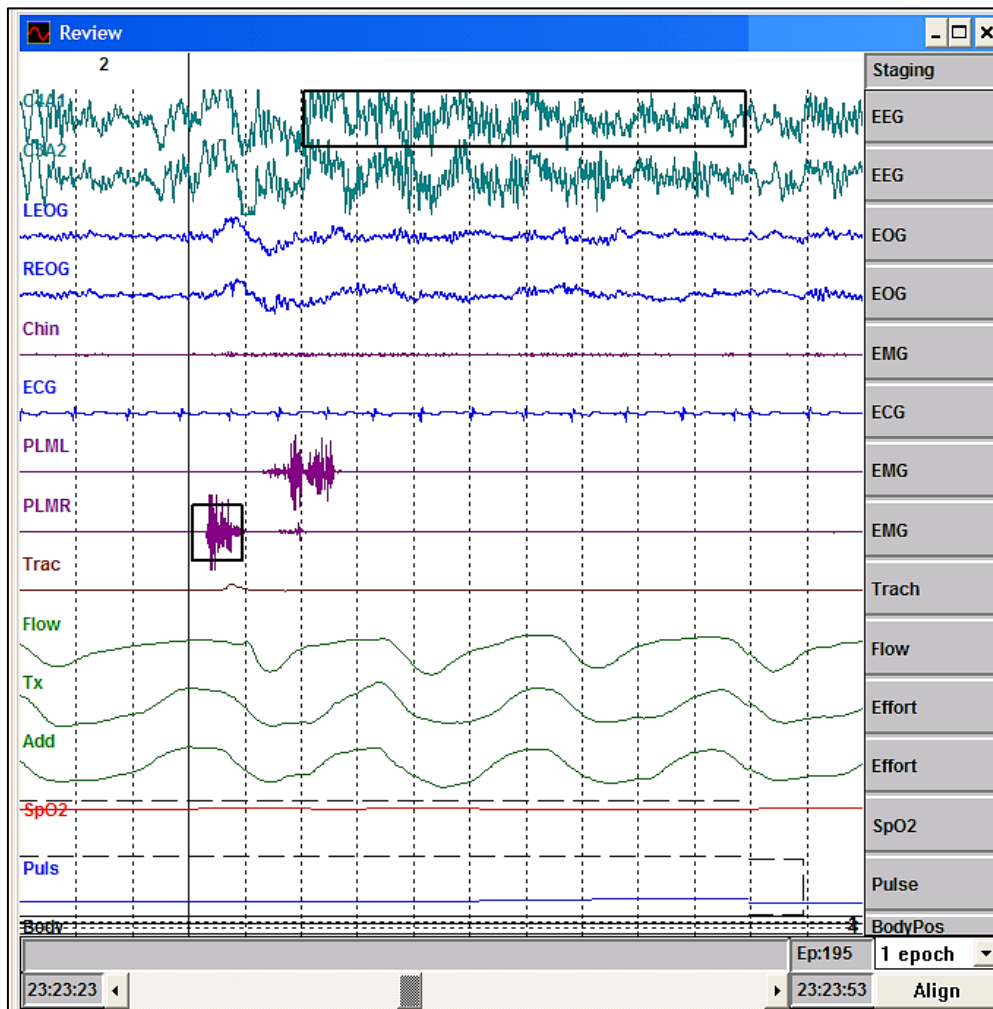 Review
2
Staging
C4A1
EEG
C3A2
EEG
LEOG
EOG
REOG
EOG
Chin
EMG
ECG
ECG
PLML
EMG
PLMR
EMG
Trac
Trach
Flow
Flow
Tx
Effort
Add
Effort
SpO2
SpO2
Puls
Pulse
Body
4
BodyPos
Ep:195
1 epoch
23:23:23
23:23:53
Align